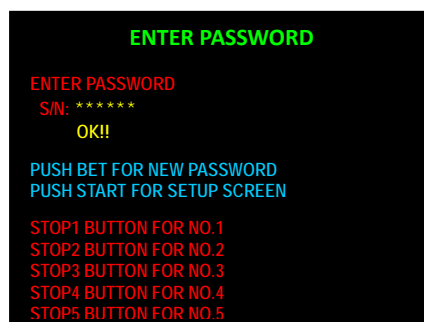 ENTER PASSWORD
ENTER PASSWORD
S/N: ******
OK!!
PUSH BET FOR NEW PASSWORD
PUSH START FOR SETUP SCREEN
STOP1 BUTTON FOR NO.1
STOP2 BUTTON FOR NO.2
STOP3 BUTTON FOR NO.3
STOP4 BUTTON FOR NO.4
STOP5 BUTTON FOR NO.5